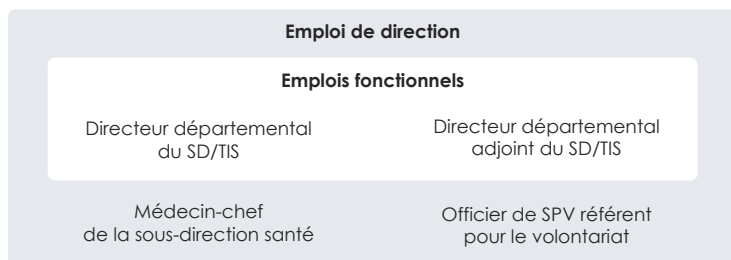 Emploi de direction
Emplois fonctionnels
Directeur départemental
du SD/TIS
Directeur départemental
adjoint du SD/TIS
Médecin-chef
de la sous-direction santé
Officier de SPV référent
pour le volontariat